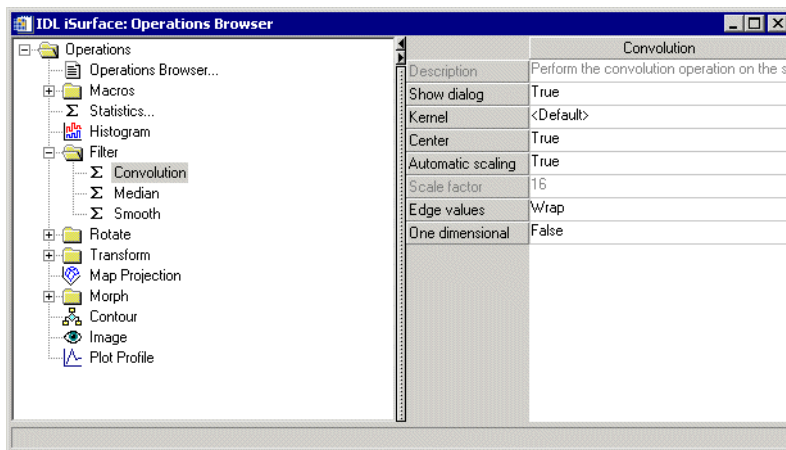 IDL iSurface: Operations Browser
Operations
Operations Browser...
Macros
Statistics...
Histogram
Filter
Convolution
Median
Smooth
Rotate
Transform
Map Projection
Morph
Contour
Image
Plot Profile
Convolution
Description Perform the convolution operation on the s
Show dialog True
Kernel <Default>
Center True
Automatic scaling True
Scale factor 16
Edge values Wrap
One dimensional False